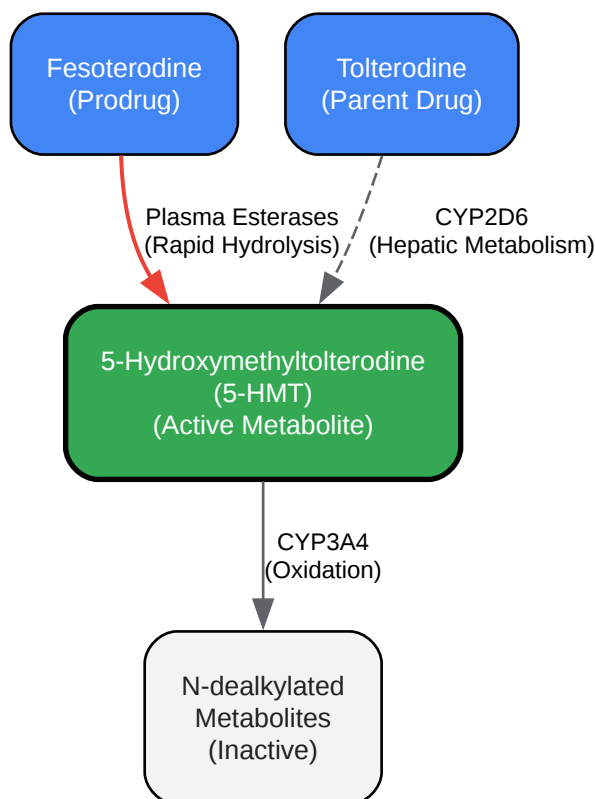 Fesoterodine
(Prodrug)
Tolterodine
(Parent Drug)
Plasma Esterases
(Rapid Hydrolysis)
CYP2D6
(Hepatic Metabolism)
5-Hydroxymethyltolterodine
(5-HMT)
(Active Metabolite)
CYP3A4
(Oxidation)
N-dealkylated
Metabolites
(Inactive)